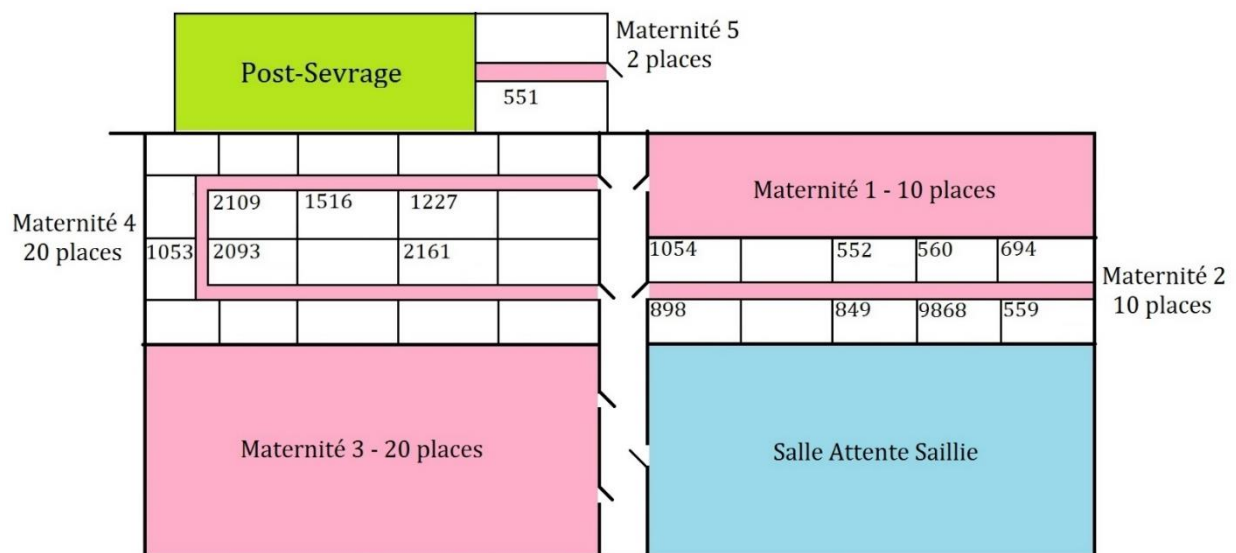 Maternité 5
2 places
Post-Sevrage
551
Maternité 1 - 10 places
2109 1516 1227
Maternité 4
20 places
1053 2093 2161
1054 552 560 694
Maternité 2
10 places
898 849 9868 559
Maternité 3 - 20 places
Salle Attente Saillie